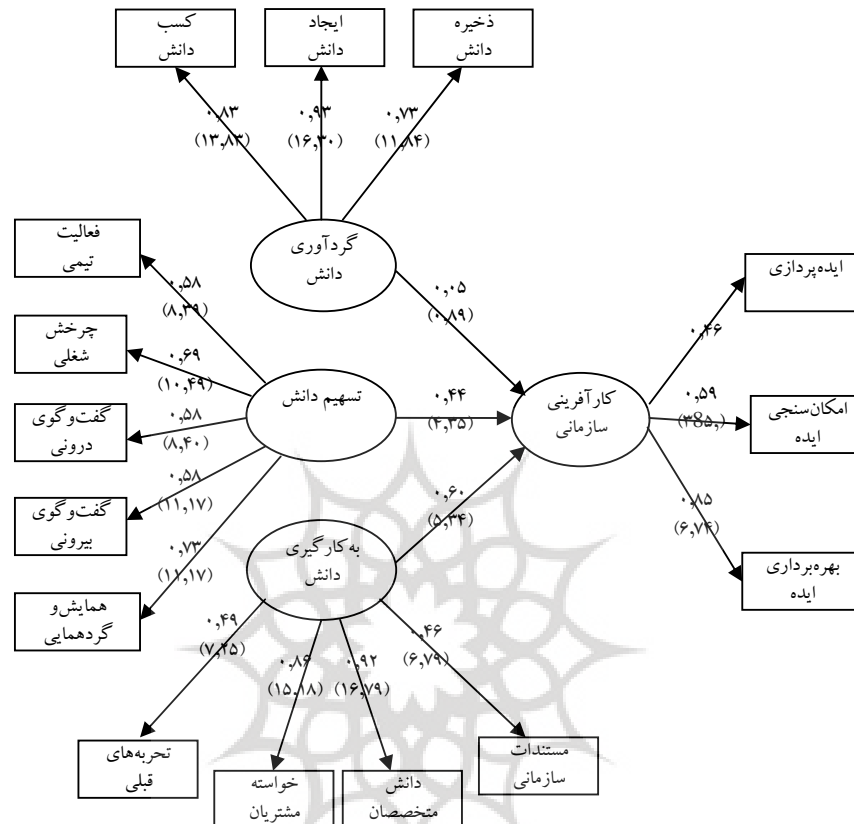 کسب
دانش
ایجاد
دانش
ذخیره
دانش
۰,۸۳
(۱۳,۸۳)
۰,۹۳
(۱۶,۳۰)
۰,۷۳
(۱۱,۸۴)
گردآوری
دانش
فعالیت
تیمی
۰,۵۸
(۸,۳۹)
چرخش
شغلی
۰,۶۹
(۱۰,۴۹)
گفت‌وگوی
درونی
۰,۵۸
(۸,۴۰)
گفت‌وگوی
بیرونی
۰,۵۸
(۱۱,۱۷)
همایش‌و
گردهمایی
۰,۷۳
(۱۱,۱۷)
تسهیم دانش
۰,۰۵
(۰,۸۹)
۰,۴۴
(۴,۳۵)
۰,۶۰
(۵,۳۴)
کارآفرینی
سازمانی
ایده‌پردازی
۰,۴۶
امکان‌سنجی
ایده
۰,۵۹
(۳85,)
بهره‌برداری
ایده
۰,۸۵
(۶,۷۴)
به‌کارگیری
دانش
۰,۴۹
(۷,۲۵)
۰,۸۶
(۱۵,۱۸)
۰,۹۲
(۱۶,۷۹)
۰,۴۶
(۶,۷۹)
تحربه‌های
قبلی
خواسته
مشتریان
دانش
متخصصان
مستندات
سازمانی